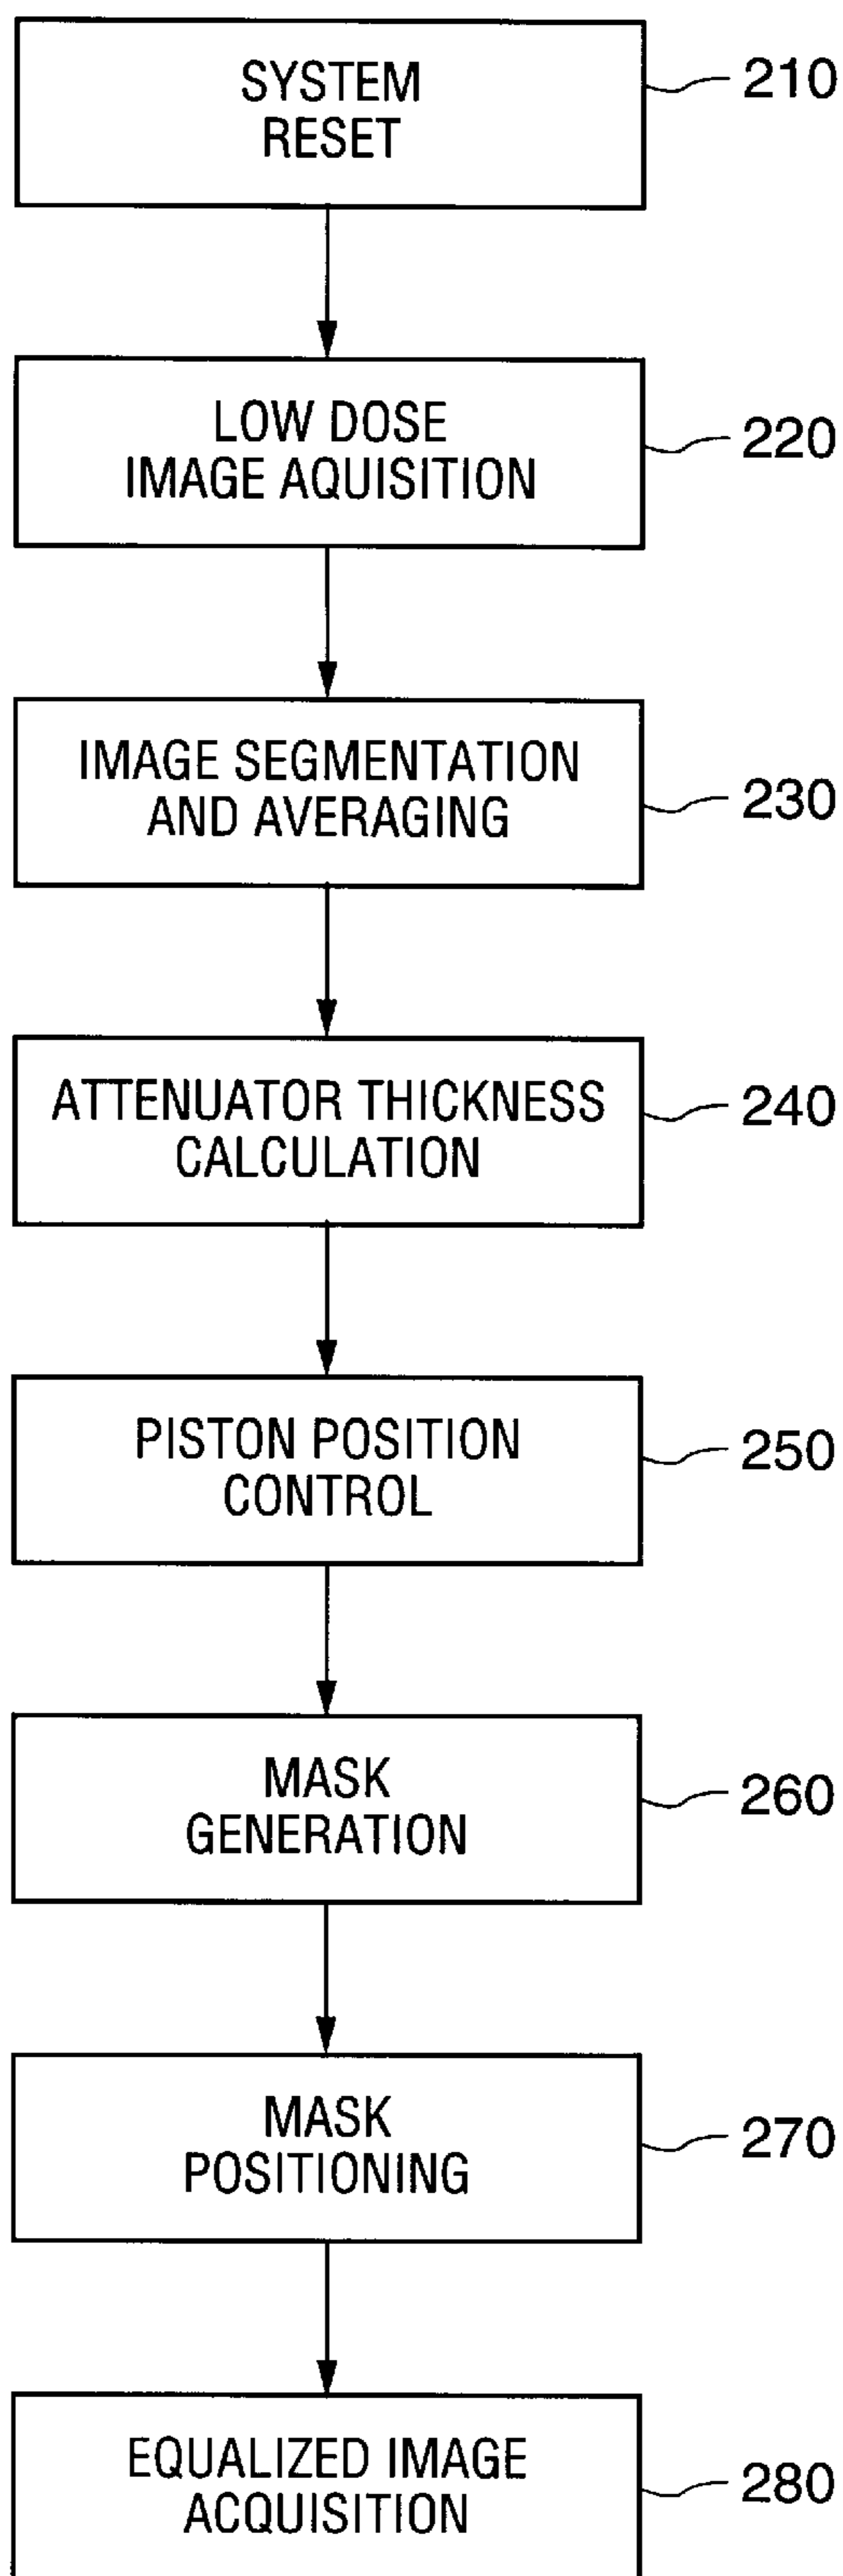 SYSTEM
RESET
210
LOW DOSE
IMAGE AQUISITION
220
IMAGE SEGMENTATION
AND AVERAGING
230
ATTENUATOR THICKNESS
CALCULATION
240
PISTON POSITION
CONTROL
250
MASK
GENERATION
260
MASK
POSITIONING
270
EQUALIZED IMAGE
ACQUISITION
280